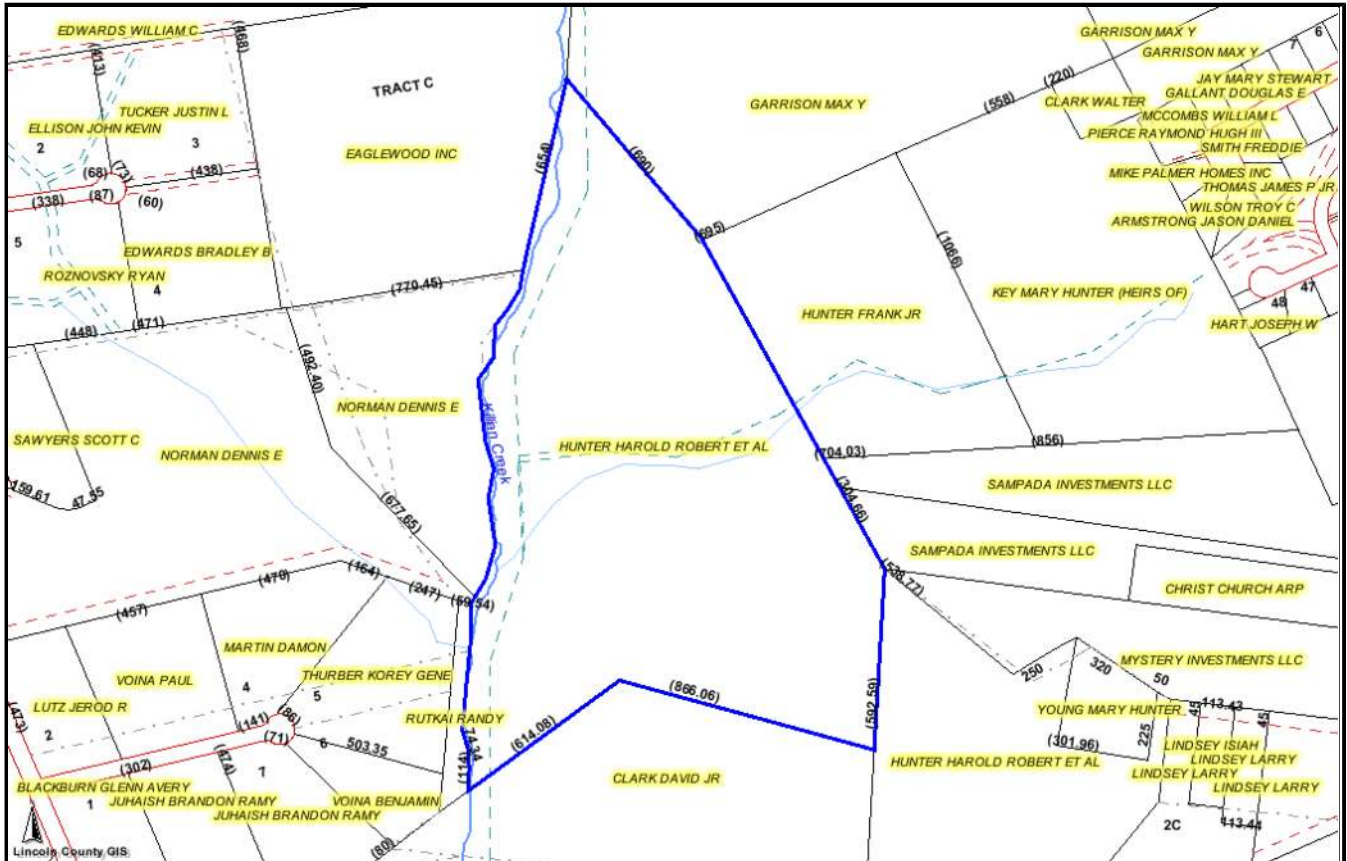 EDWARDS WILLIAM C
(413)
(468)
TUCKER JUSTIN L
ELLISON JOHN KEVIN
2
3
(68)
(73)
(438)
(338)
(87)
(60)
5
EDWARDS BRADLEY B
ROZNOVSKY RYAN
4
(448)
(471)
TRACT C
EAGLEWOOD INC
(654)
(770.45)
GARRISON MAX Y
(690)
(695)
(558)
(220)
GARRISON MAX Y
GARRISON MAX Y
7
6
JAY MARY STEWART
CLARK WALTER
GALLANT DOUGLAS E
MCCOMBS WILLIAM L
PIERCE RAYMOND HUGH III
SMITH FREDDIE
MIKE PALMER HOMES INC
THOMAS JAMES P JR
WILSON TROY C
ARMSTRONG JASON DANIEL
(1066)
KEY MARY HUNTER (HEIRS OF)
HUNTER FRANK JR
48
47
HART JOSEPH W
(492.40)
NORMAN DENNIS E
SAWYERS SCOTT C
NORMAN DENNIS E
Killian Creek
HUNTER HAROLD ROBERT ET AL
(704.03)
(856)
159.61
47.55
(677.65)
SAMPADA INVESTMENTS LLC
(304.66)
SAMPADA INVESTMENTS LLC
(538.77)
CHRIST CHURCH ARP
(457)
(470)
(164)
(247)
(59.54)
MARTIN DAMON
VOINA PAUL
4
THURBER KOREY GENE
5
LUTZ JEROD R
2
(473)
(141)
(86)
(71)
6
503.35
RUTKAI RANDY
74.34
(114)
(614.08)
(866.06)
(592.59)
250
320
50
MYSTERY INVESTMENTS LLC
113.43
YOUNG MARY HUNTER
45
45
225
(301.96)
LINDSEY ISIAH
LINDSEY LARRY
LINDSEY LARRY
LINDSEY LARRY
HUNTER HAROLD ROBERT ET AL
CLARK DAVID JR
(302)
(474)
7
BLACKBURN GLENN AVERY
1
JUHAISH BRANDON RAMY
VOINA BENJAMIN
JUHAISH BRANDON RAMY
(80)
2C
113.44
Lincoln County GIS